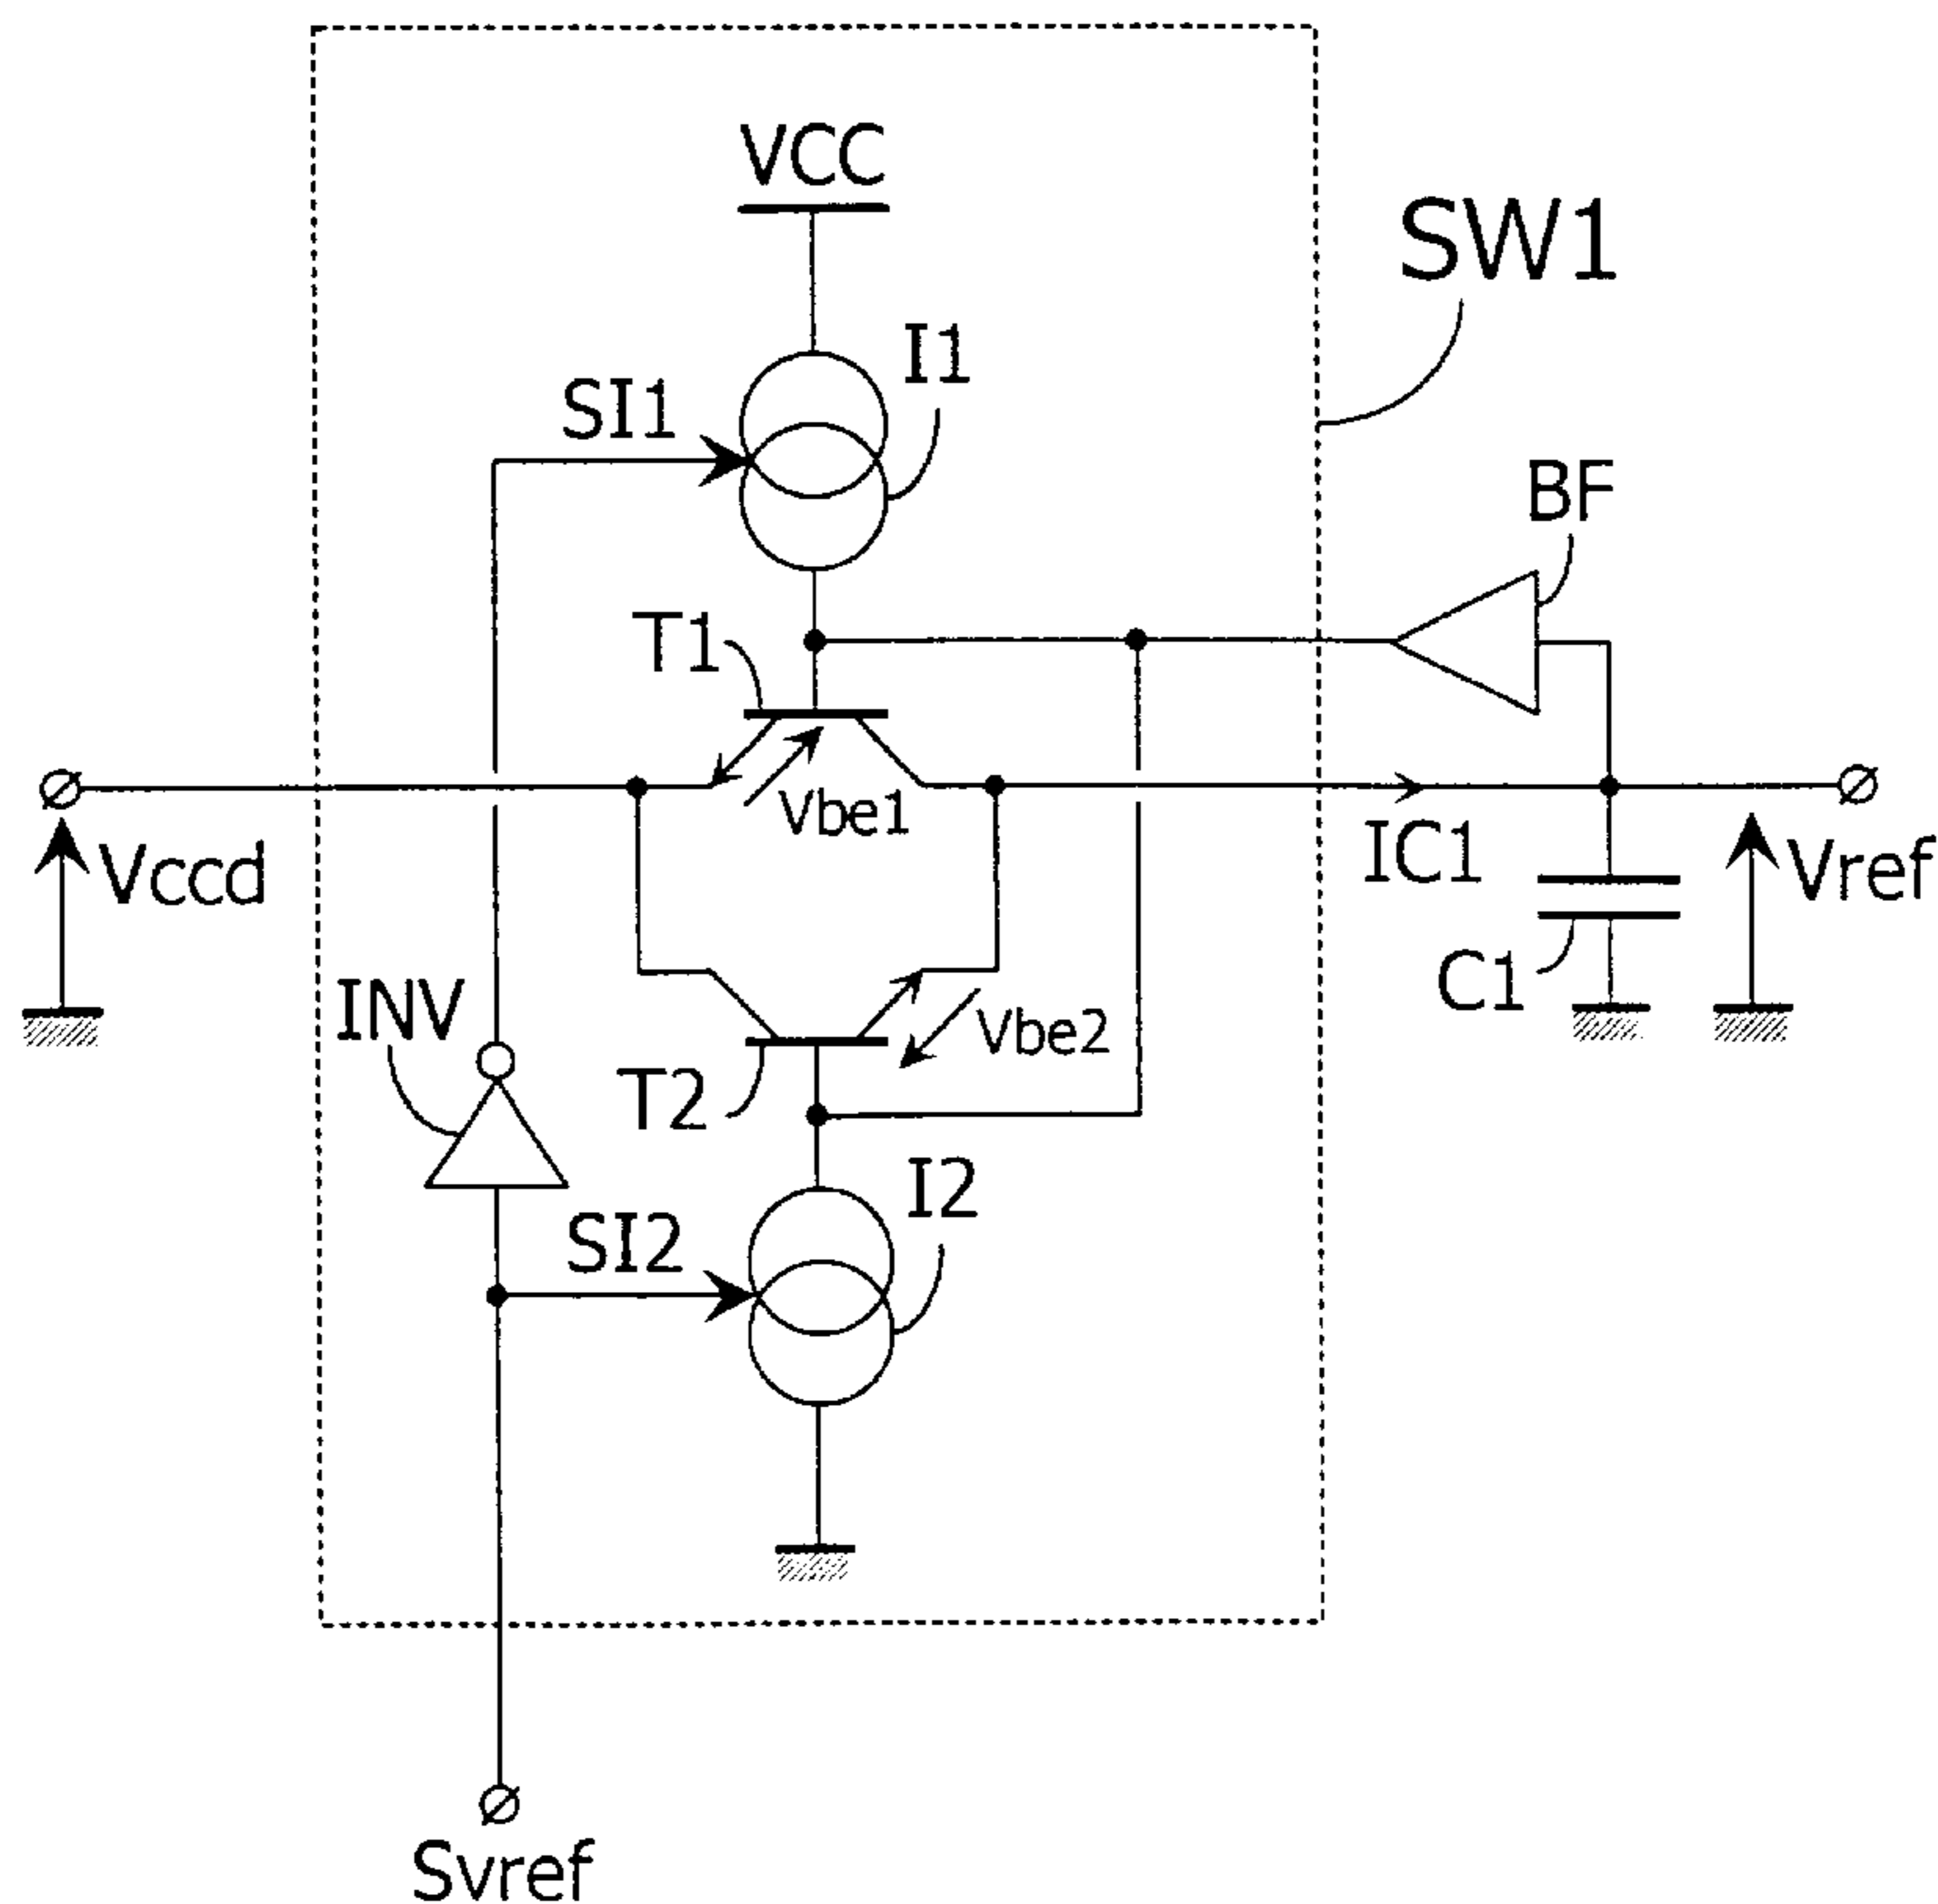 VCC
SW1
I1
SI1
BF
T1
Vbe1
Vccd
IC1
Vref
C1
INV
Vbe2
T2
I2
SI2
Svref